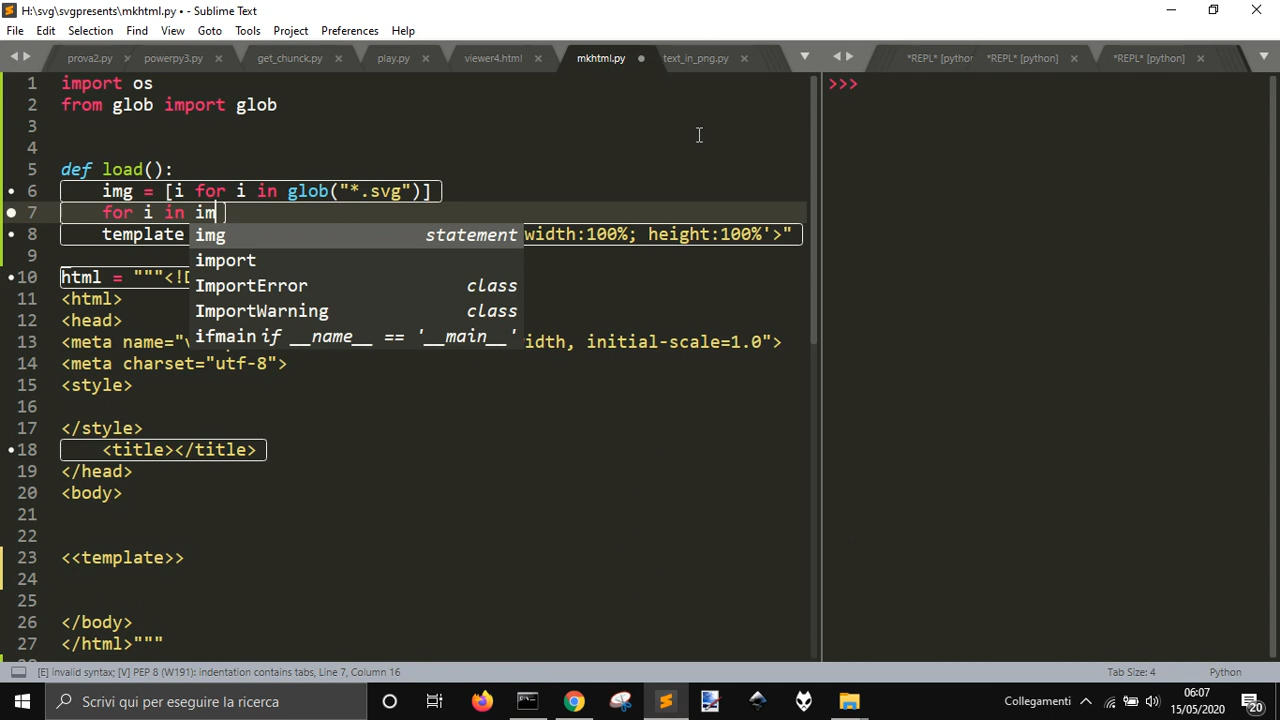 H:\svg\svgpresents\mkhtml.py • - Sublime Text
File Edit Selection Find View Goto Tools Project Preferences Help
prova2.py powerpy3.py get_chunck.py play.py viewer4.html mkhtml.py text_in_png.py *REPL* [python *REPL* [python] *REPL* [python]
1 import os
2 from glob import glob
3
4
5 def load():
6 img = [i for i in glob("*.svg")]
7 for i in im
8 template width:100%; height:100%'>"
img statement
import
ImportError class
ImportWarning class
ifmain if __name__ == '__main__'
9
10 html = """<!D
11 <html>
12 <head>
13 <meta name="v idth, initial-scale=1.0">
14 <meta charset="utf-8">
15 <style>
16
17 </style>
18 <title></title>
19 </head>
20 <body>
21
22
23 <<template>>
24
25
26 </body>
27 </html>"""
>>>
[E] invalid syntax; [V] PEP 8 (W191): indentation contains tabs, Line 7, Column 16 Tab Size: 4 Python
Scrivi qui per eseguire la ricerca Collegamenti 06:07
15/05/2020 20